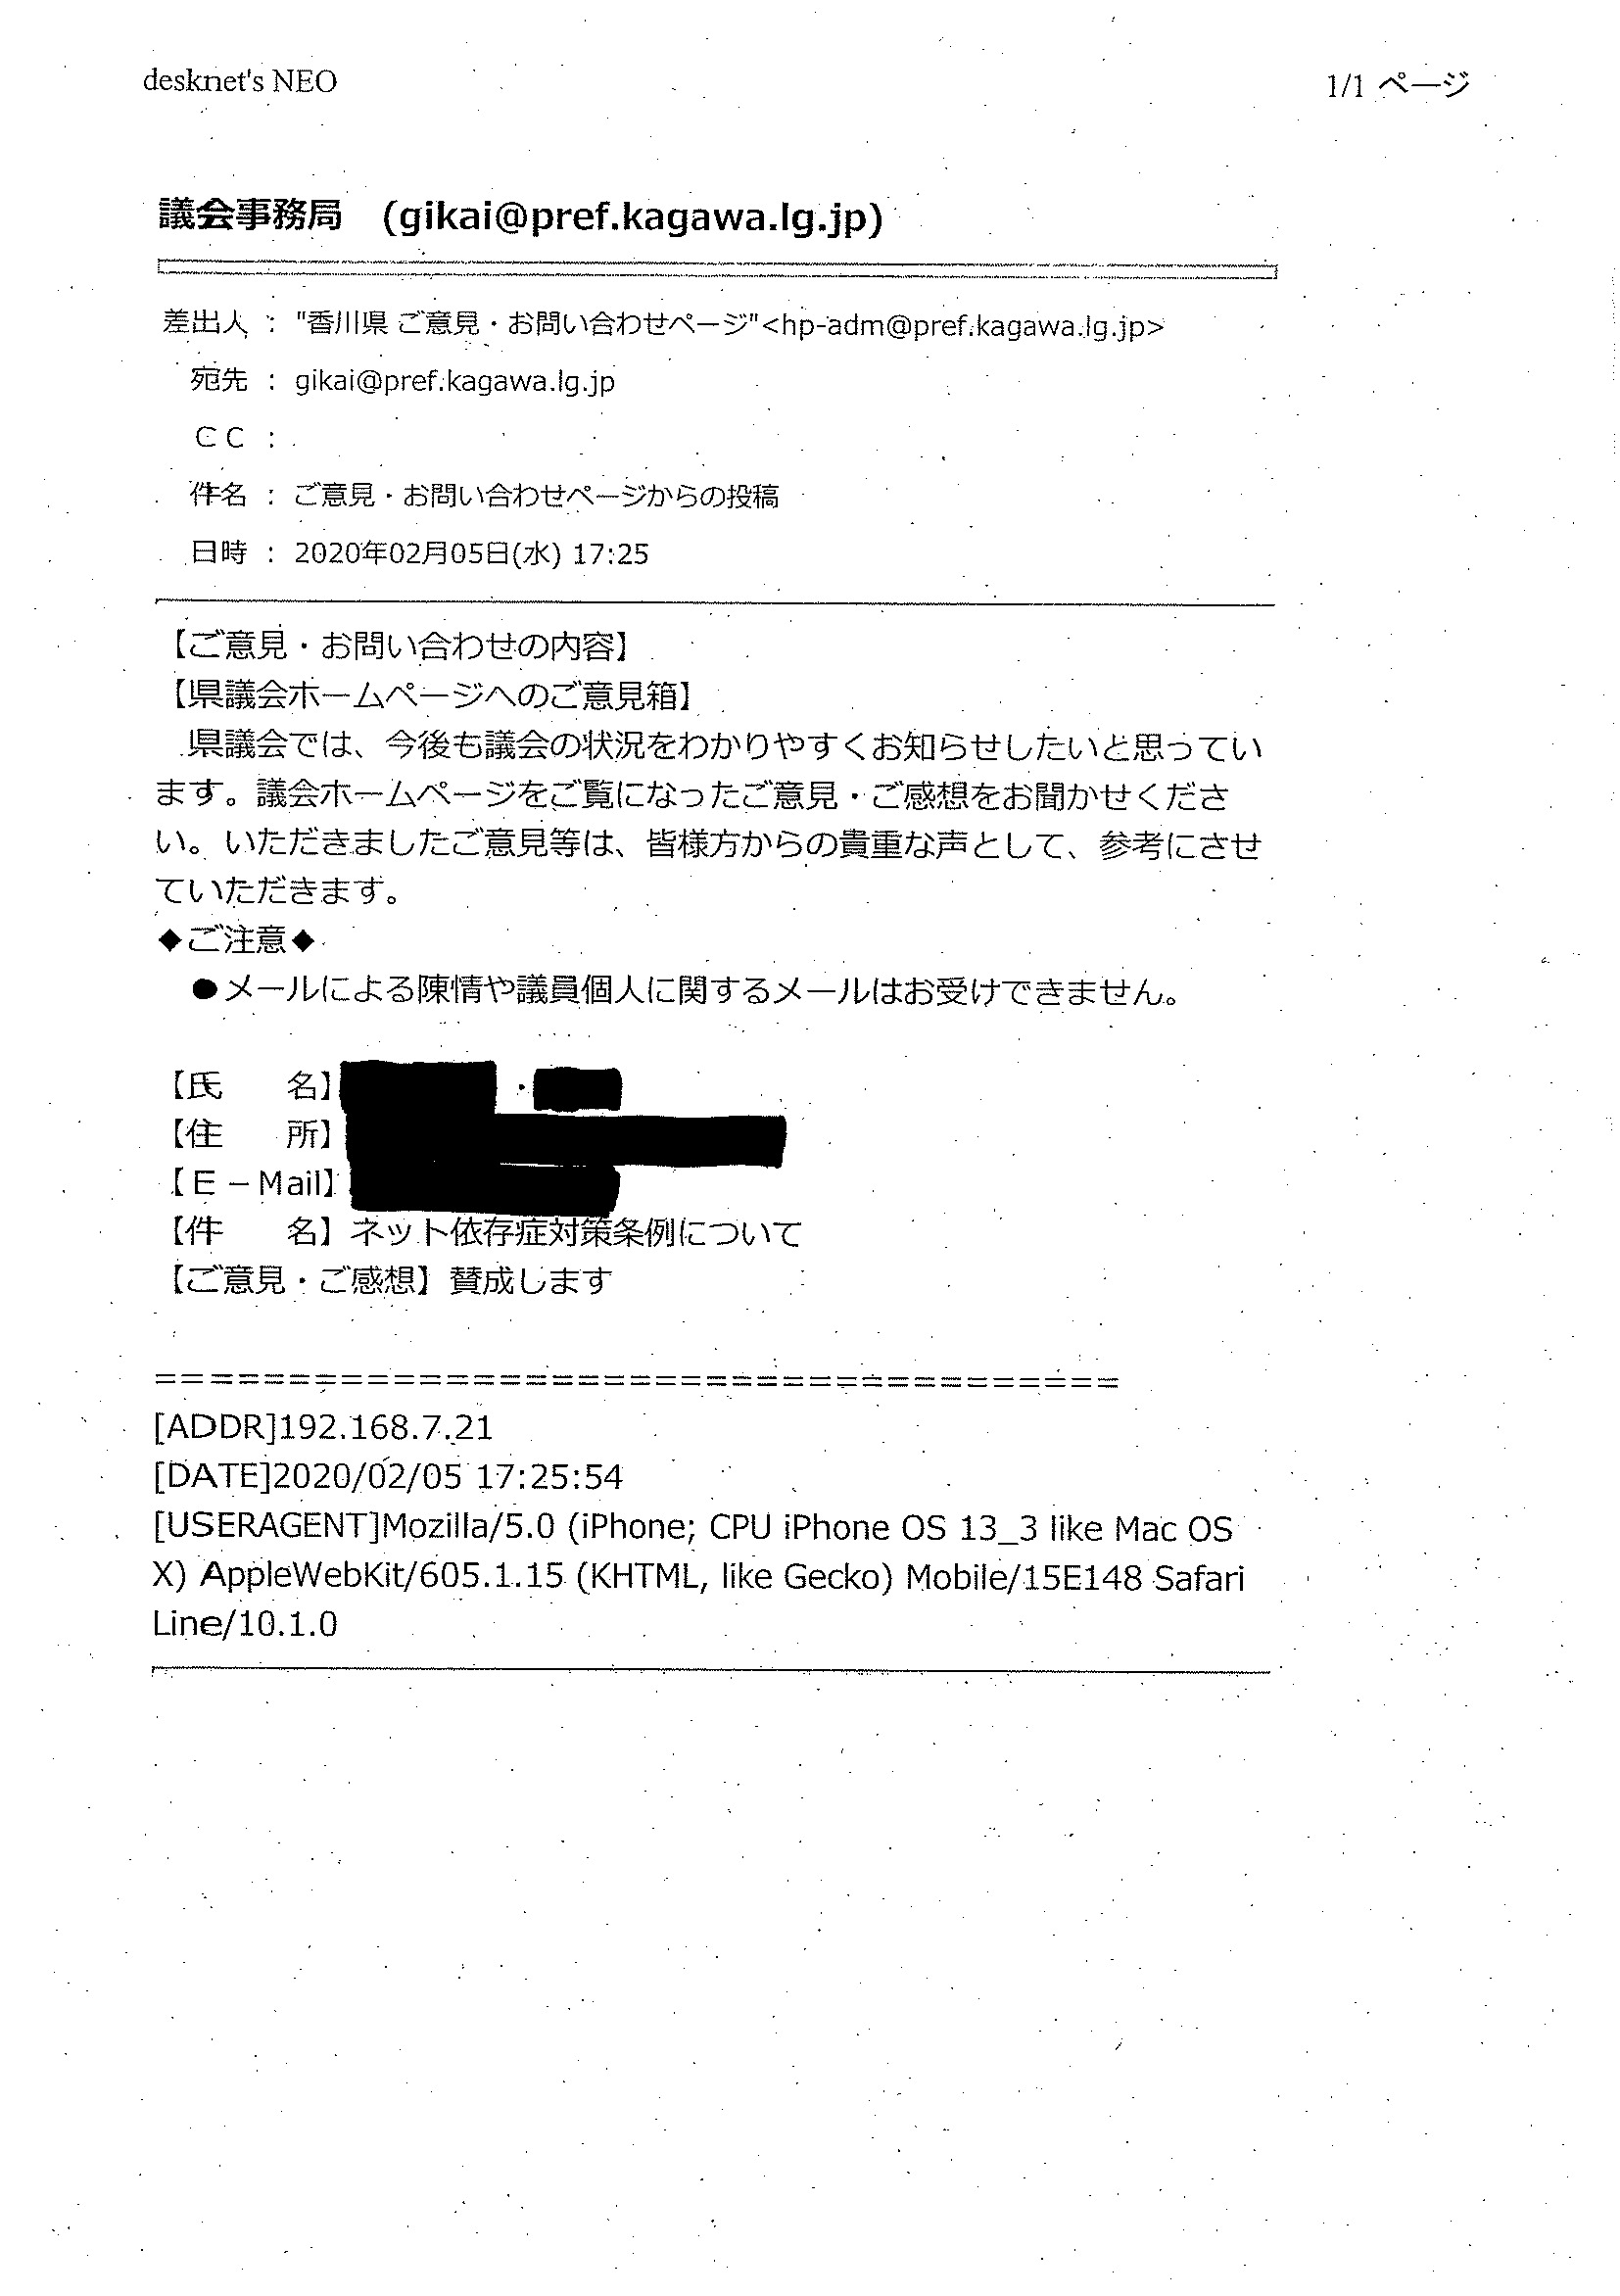 desknet's NEO
1/1 ページ
議会事務局　(gikai@pref.kagawa.lg.jp)
差出人 : "香川県 ご意見・お問い合わせページ"<hp-adm@pref.kagawa.lg.jp>
宛先 : gikai@pref.kagawa.lg.jp
ＣＣ :
件名 : ご意見・お問い合わせページからの投稿
日時 : 2020年02月05日(水) 17:25
【ご意見・お問い合わせの内容】
【県議会ホームページへのご意見箱】
　県議会では、今後も議会の状況をわかりやすくお知らせしたいと思ってい
ます。議会ホームページをご覧になったご意見・ご感想をお聞かせくださ
い。いただきましたご意見等は、皆様方からの貴重な声として、参考にさせ
ていただきます。
◆ご注意◆
　●メールによる陳情や議員個人に関するメールはお受けできません。
【氏　　名】
【住　　所】
【Ｅ－Mail】
【件　　名】ネット依存症対策条例について
【ご意見・ご感想】賛成します
=====================================
[ADDR]192.168.7.21
[DATE]2020/02/05 17:25:54
[USERAGENT]Mozilla/5.0 (iPhone; CPU iPhone OS 13_3 like Mac OS
X) AppleWebKit/605.1.15 (KHTML, like Gecko) Mobile/15E148 Safari
Line/10.1.0